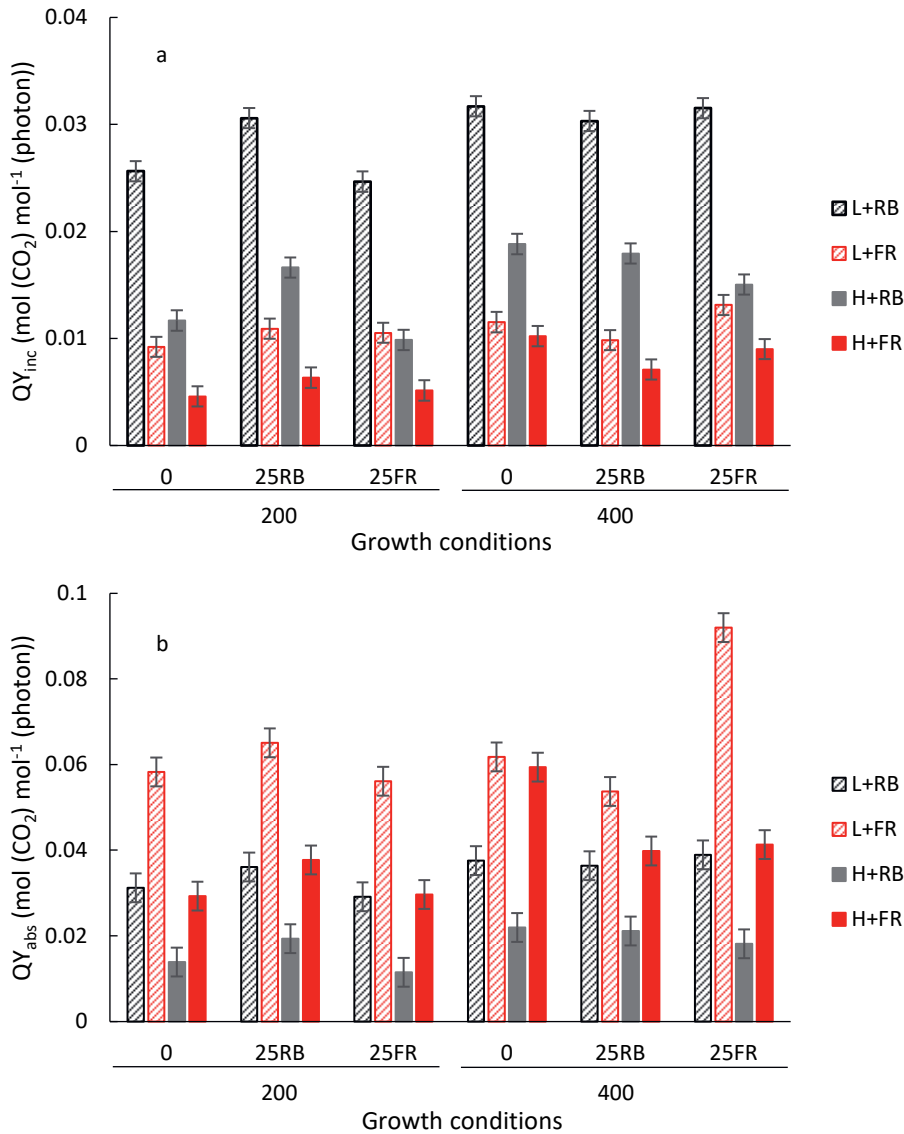 0.04
a
0.03
0.02
0.01
0
QYinc (mol (CO2) mol-1 (photon))
L+RB
L+FR
H+RB
H+FR
0 25RB 25FR 0 25RB 25FR
200 400
Growth conditions
0.1
b
0.08
0.06
0.04
0.02
0
QYabs (mol (CO2) mol-1 (photon))
L+RB
L+FR
H+RB
H+FR
0 25RB 25FR 0 25RB 25FR
200 400
Growth conditions